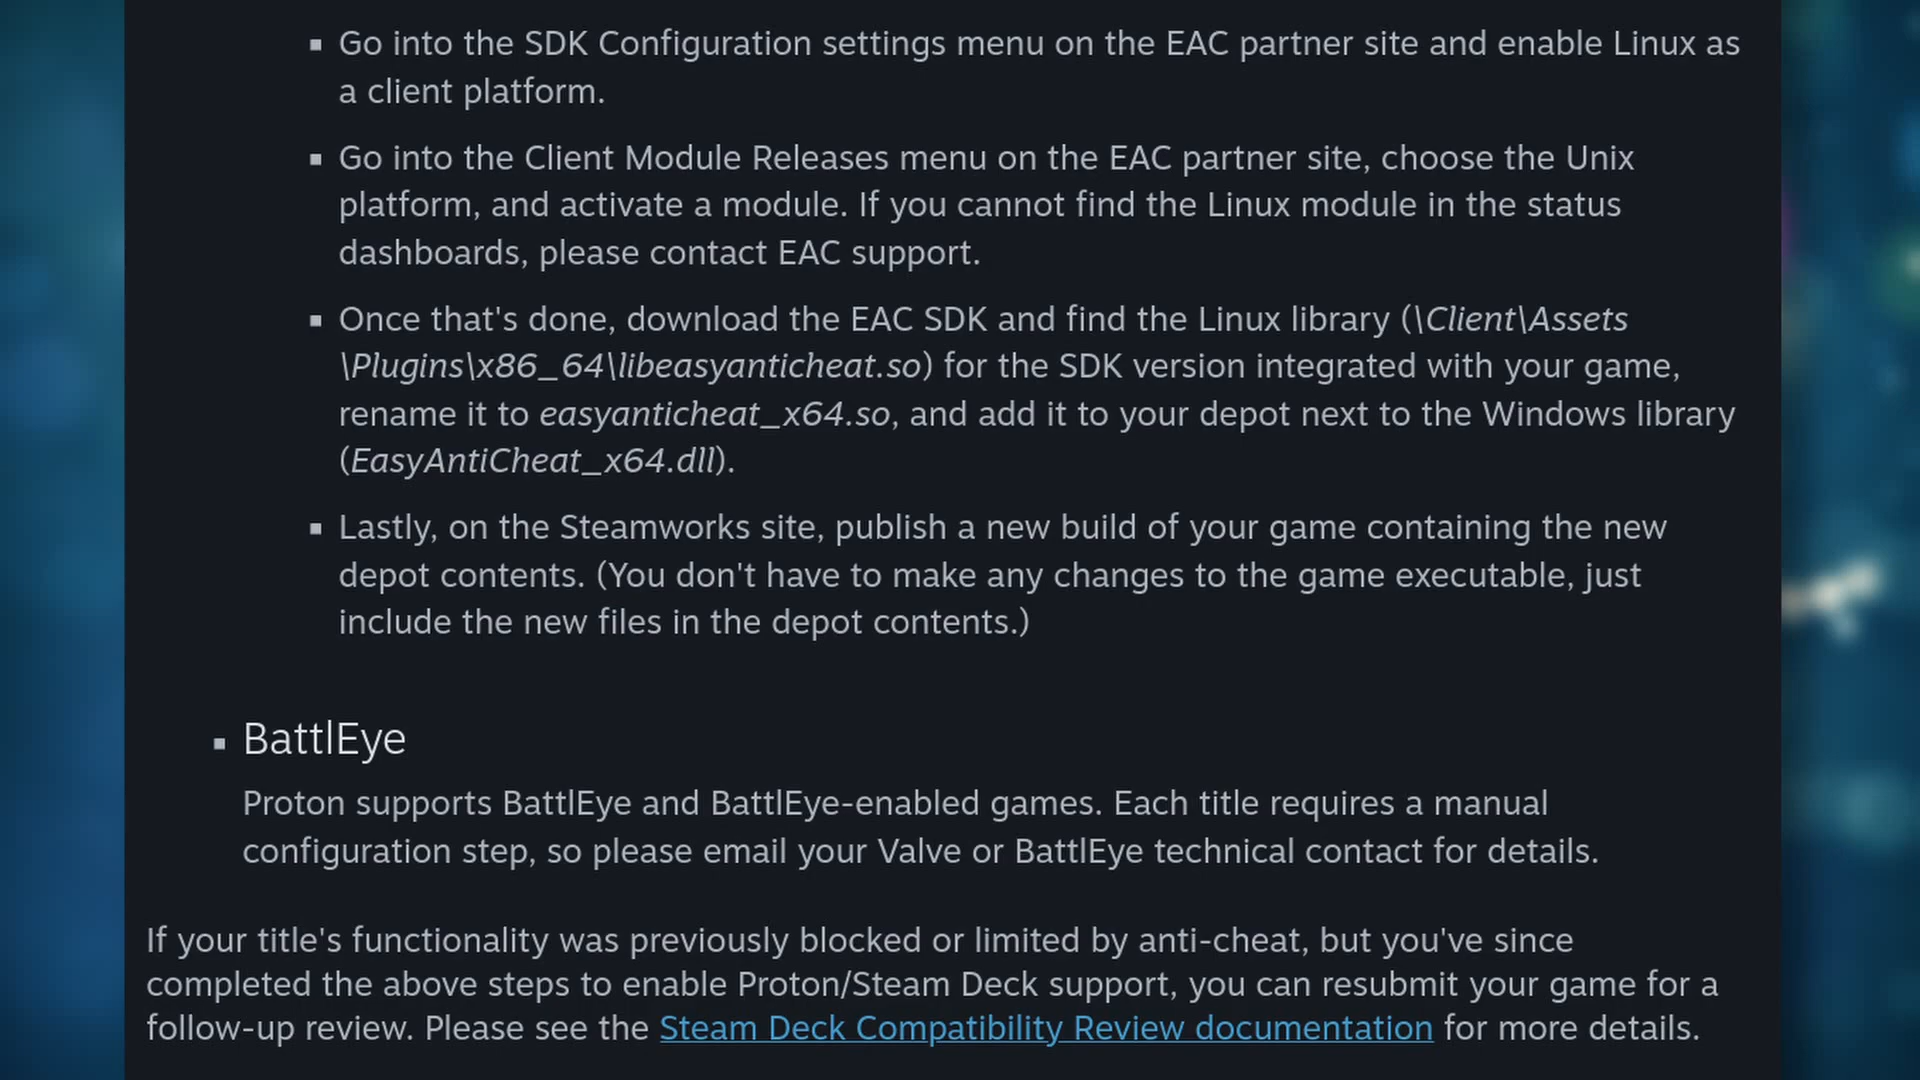 Go into the SDK Configuration settings menu on the EAC partner site and enable Linux as
a client platform.
Go into the Client Module Releases menu on the EAC partner site, choose the Unix
platform, and activate a module. If you cannot find the Linux module in the status
dashboards, please contact EAC support.
Once that's done, download the EAC SDK and find the Linux library (\Client\Assets
\Plugins\x86_64\libeasyanticheat.so) for the SDK version integrated with your game,
rename it to easyanticheat_x64.so, and add it to your depot next to the Windows library
(EasyAntiCheat_x64.dll).
Lastly, on the Steamworks site, publish a new build of your game containing the new
depot contents. (You don't have to make any changes to the game executable, just
include the new files in the depot contents.)
BattlEye
Proton supports BattlEye and BattlEye-enabled games. Each title requires a manual
configuration step, so please email your Valve or BattlEye technical contact for details.
If your title's functionality was previously blocked or limited by anti-cheat, but you've since
completed the above steps to enable Proton/Steam Deck support, you can resubmit your game for a
follow-up review. Please see the Steam Deck Compatibility Review documentation for more details.